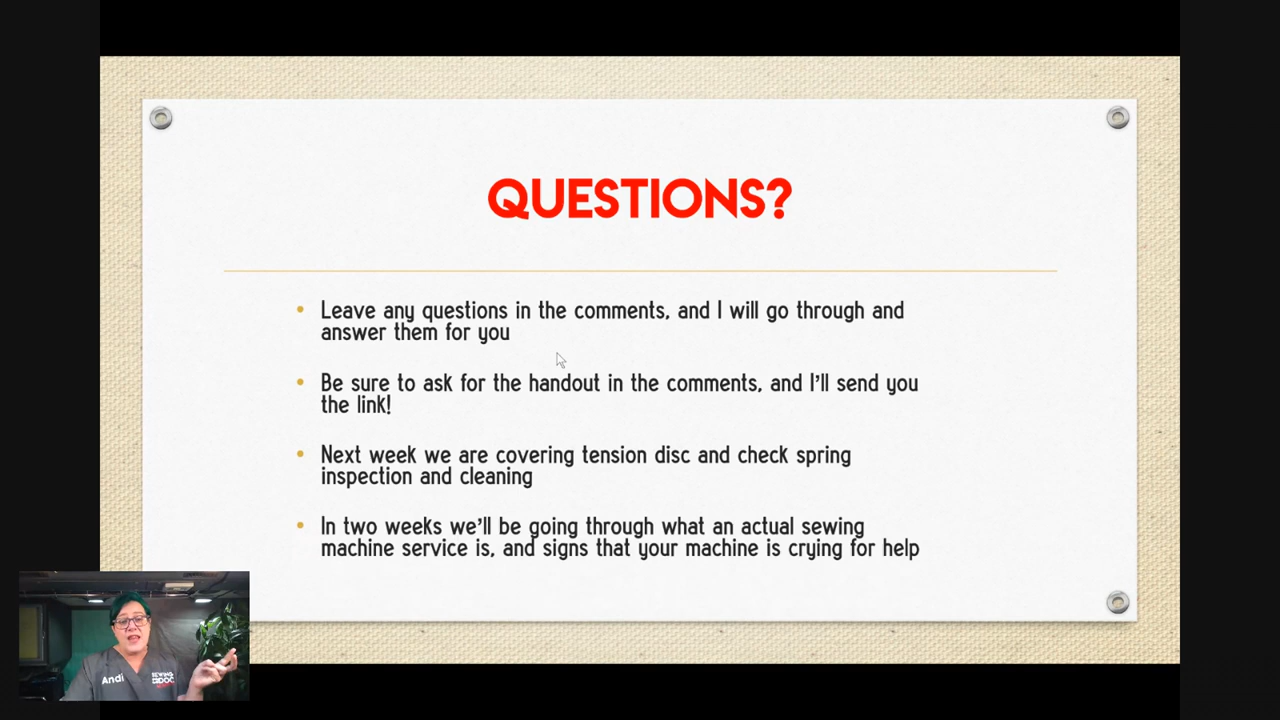 QUESTIONS?
• Leave any questions in the comments, and I will go through and
answer them for you
• Be sure to ask for the handout in the comments, and I'll send you
the link!
• Next week we are covering tension disc and check spring
inspection and cleaning
• In two weeks we'll be going through what an actual sewing
machine service is, and signs that your machine is crying for help
Andi
SEWING
DOC